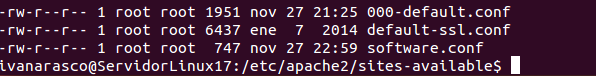 -rw-r--r-- 1 root root 1951 nov 27 21:25 000-default.conf
-rw-r--r-- 1 root root 6437 ene  7  2014 default-ssl.conf
-rw-r--r-- 1 root root  747 nov 27 22:59 software.conf
ivanarasco@ServidorLinux17:/etc/apache2/sites-available$